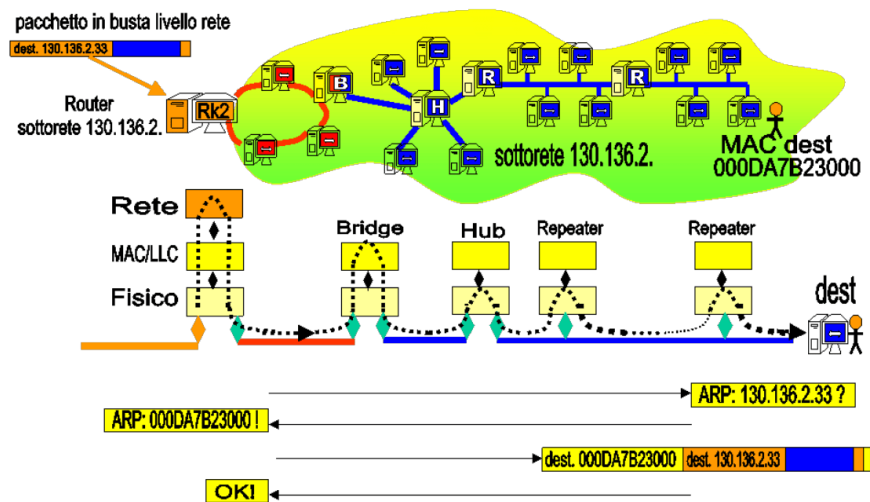 pacchetto in busta livello rete
dest. 130.136.2.33
Router
sottorete 130.136.2.
Rk2
B
H
R
R
sottorete 130.136.2.
MAC dest
000DA7B23000
Rete
MAC/LLC
Fisico
Bridge
Hub
Repeater
Repeater
dest
ARP: 130.136.2.33 ?
ARP: 000DA7B23000 !
dest. 000DA7B23000 dest. 130.136.2.33
OK!